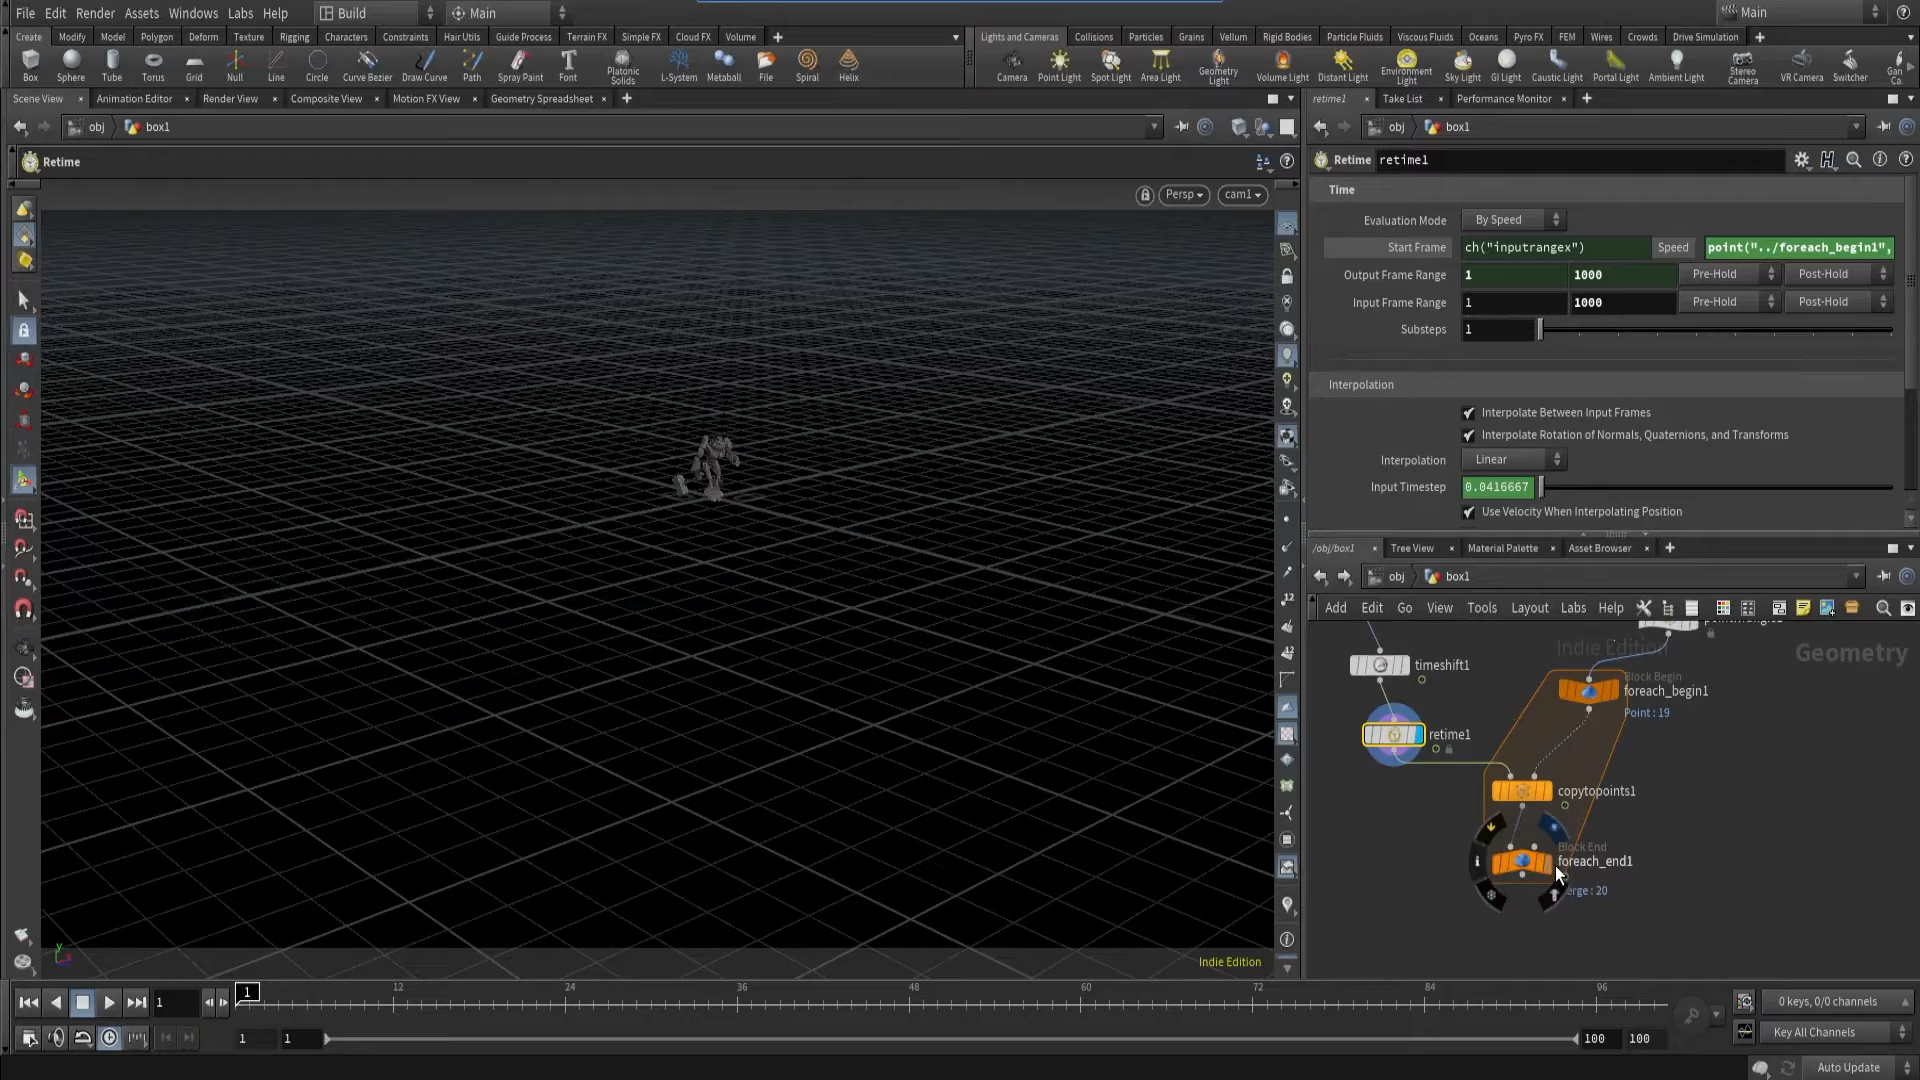 File Edit Render Assets Windows Labs Help Build Main Main
Create Modify Model Polygon Deform Texture Rigging Characters Constraints Hair Utils Guide Process Terrain FX Simple FX Cloud FX Volume
Lights and Cameras Collisions Particles Grains Vellum Rigid Bodies Particle Fluids Viscous Fluids Oceans Pyro FX FEM Wires Crowds Drive Simulation
Box Sphere Tube Torus Grid Null Line Circle Curve Bezier Draw Curve Path Spray Paint Font Platonic Solids L-System Metaball File Spiral Helix
Camera Point Light Spot Light Area Light Geometry Light Volume Light Distant Light Environment Light Sky Light GI Light Caustic Light Portal Light Ambient Light Stereo Camera VR Camera Switcher Gan Ca
Scene View Animation Editor Render View Composite View Motion FX View Geometry Spreadsheet
retime1 Take List Performance Monitor
obj box1
obj box1
Retime
Persp cam1
Retime retime1
Time
Evaluation Mode By Speed
Start Frame ch("inputrangex") Speed point("../foreach_begin1",
Output Frame Range 1 1000 Pre-Hold Post-Hold
Input Frame Range 1 1000 Pre-Hold Post-Hold
Substeps 1
Interpolation
Interpolate Between Input Frames
Interpolate Rotation of Normals, Quaternions, and Transforms
Interpolation Linear
Input Timestep 0.0416667
Use Velocity When Interpolating Position
/obj/box1 Tree View Material Palette Asset Browser
obj box1
Add Edit Go View Tools Layout Labs Help
Indie Edition
Geometry
timeshift1
Block Begin
foreach_begin1
Point : 19
retime1
copytopoints1
Block End
foreach_end1
erge : 20
Indie Edition
1
1 12 24 36 48 60 72 84 96
0 keys, 0/0 channels
1 1 100 100
Key All Channels
Auto Update